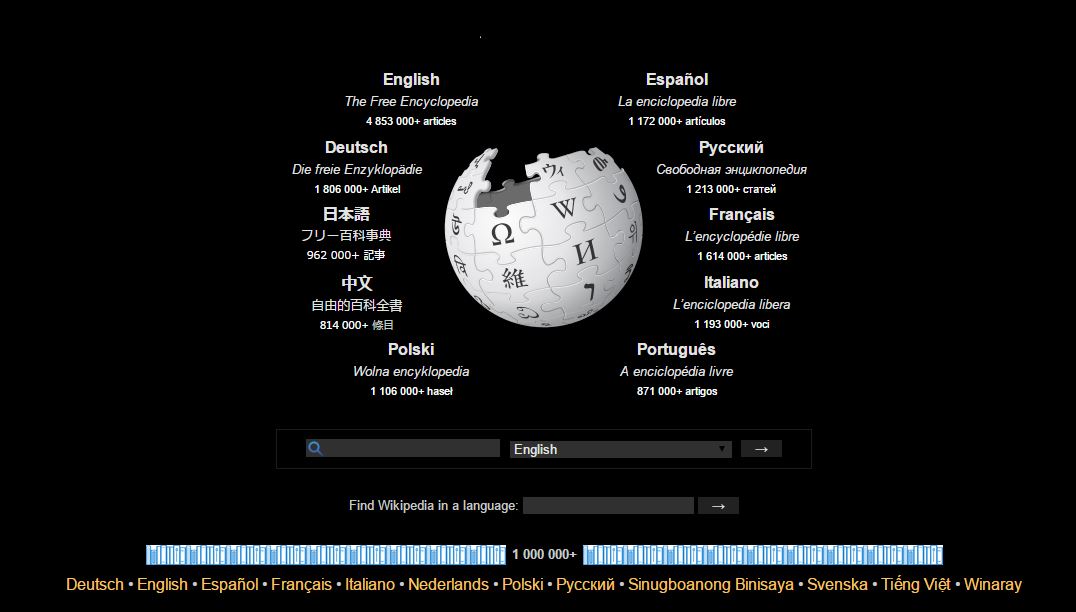 English
The Free Encyclopedia
4 853 000+ articles
Español
La enciclopedia libre
1 172 000+ artículos
Deutsch
Die freie Enzyklopädie
1 806 000+ Artikel
Русский
Свободная энциклопедия
1 213 000+ статей
日本語
フリー百科事典
962 000+ 記事
Français
L'encyclopédie libre
1 614 000+ articles
中文
自由的百科全書
814 000+ 條目
Italiano
L'enciclopedia libera
1 193 000+ voci
Polski
Wolna encyklopedia
1 106 000+ haseł
Português
A enciclopédia livre
871 000+ artigos
ウィ
W
Ω
И
維
English
→
Find Wikipedia in a language:
→
1 000 000+
Deutsch • English • Español • Français • Italiano • Nederlands • Polski • Русский • Sinugboanong Binisaya • Svenska • Tiếng Việt • Winaray